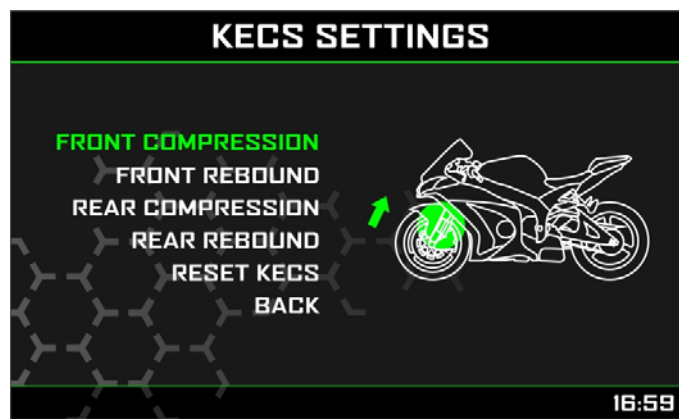 KECS SETTINGS
FRONT COMPRESSION
FRONT REBOUND
REAR COMPRESSION
REAR REBOUND
RESET KECS
BACK
16:59